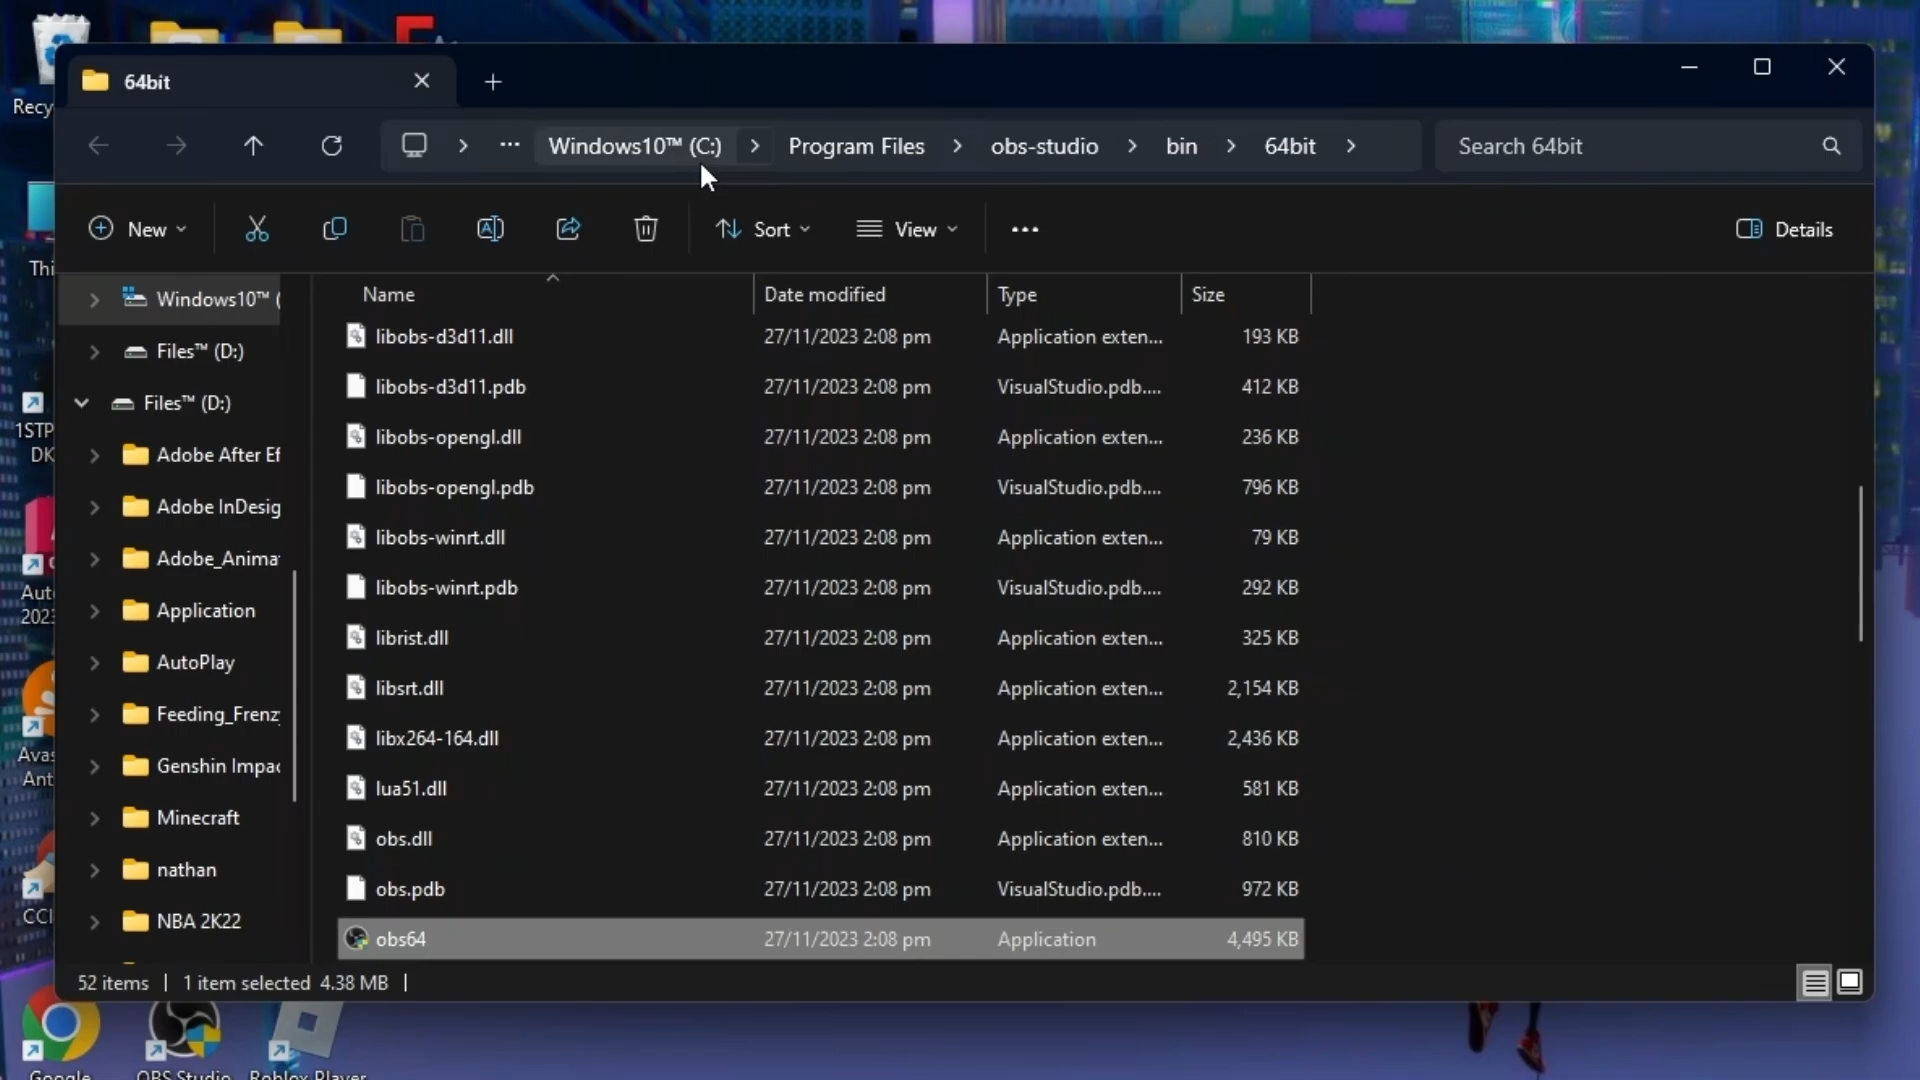 64bit
Windows10™ (C:) Program Files obs-studio bin 64bit Search 64bit
New Sort View Details
Name Date modified Type Size
Recy
Thi
1STP
DK
Aut
2023
Avas
Ant
CCl
Windows10™ (
Files™ (D:)
Files™ (D:)
Adobe After Ef
Adobe InDesig
Adobe_Anima
Application
AutoPlay
Feeding_Frenz
Genshin Impac
Minecraft
nathan
NBA 2K22
libobs-d3d11.dll 27/11/2023 2:08 pm Application exten... 193 KB
libobs-d3d11.pdb 27/11/2023 2:08 pm VisualStudio.pdb.... 412 KB
libobs-opengl.dll 27/11/2023 2:08 pm Application exten... 236 KB
libobs-opengl.pdb 27/11/2023 2:08 pm VisualStudio.pdb.... 796 KB
libobs-winrt.dll 27/11/2023 2:08 pm Application exten... 79 KB
libobs-winrt.pdb 27/11/2023 2:08 pm VisualStudio.pdb.... 292 KB
librist.dll 27/11/2023 2:08 pm Application exten... 325 KB
libsrt.dll 27/11/2023 2:08 pm Application exten... 2,154 KB
libx264-164.dll 27/11/2023 2:08 pm Application exten... 2,436 KB
lua51.dll 27/11/2023 2:08 pm Application exten... 581 KB
obs.dll 27/11/2023 2:08 pm Application exten... 810 KB
obs.pdb 27/11/2023 2:08 pm VisualStudio.pdb.... 972 KB
obs64 27/11/2023 2:08 pm Application 4,495 KB
52 items 1 item selected 4.38 MB
Google OBS Studio Roblox Player